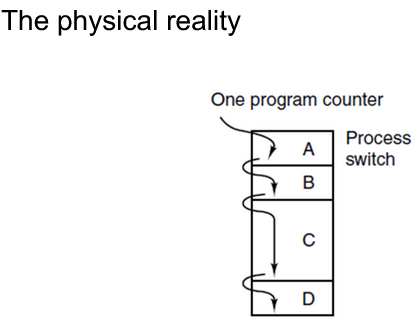 The physical reality
One program counter
Process
switch
A
B
C
D